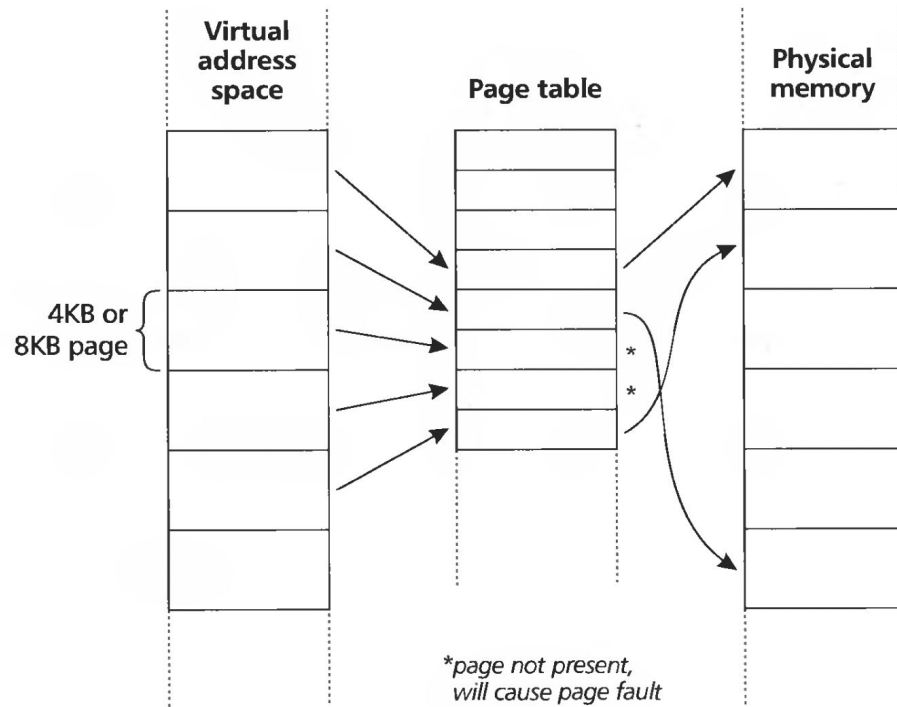 Virtual
address
space
Page table
Physical
memory
4KB or
8KB page
*
*
*page not present,
will cause page fault